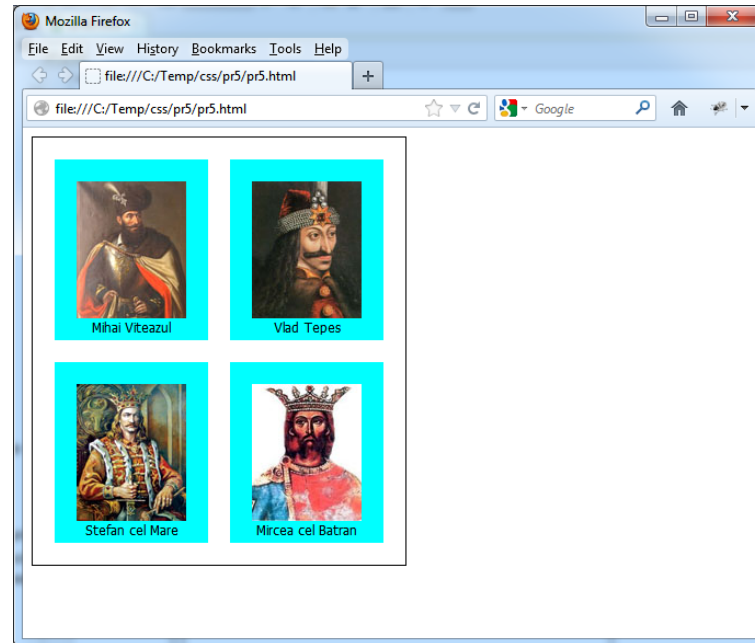 Mozilla Firefox
File Edit View History Bookmarks Tools Help
file:///C:/Temp/css/pr5/pr5.html
file:///C:/Temp/css/pr5/pr5.html Google
Mihai Viteazul Vlad Tepes
Stefan cel Mare Mircea cel Batran